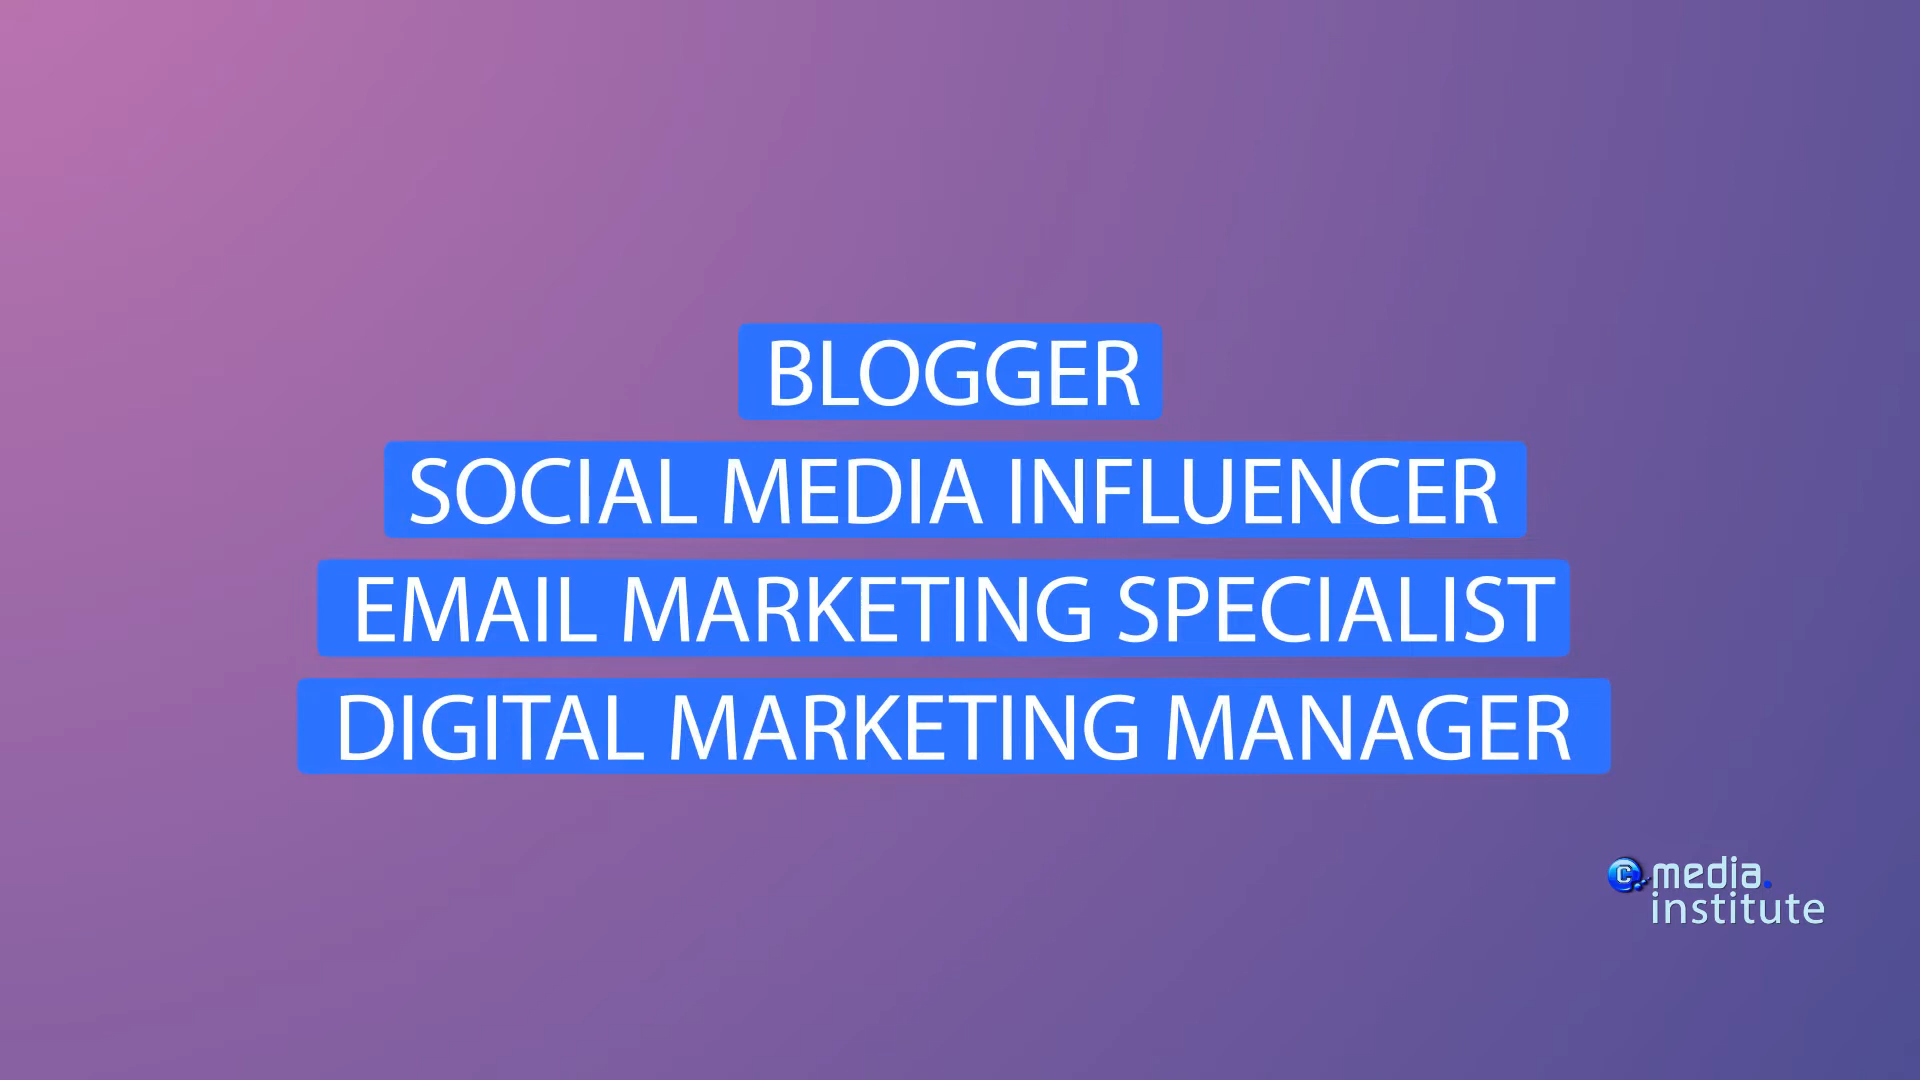 BLOGGER
SOCIAL MEDIA INFLUENCER
EMAIL MARKETING SPECIALIST
DIGITAL MARKETING MANAGER
C media.
institute